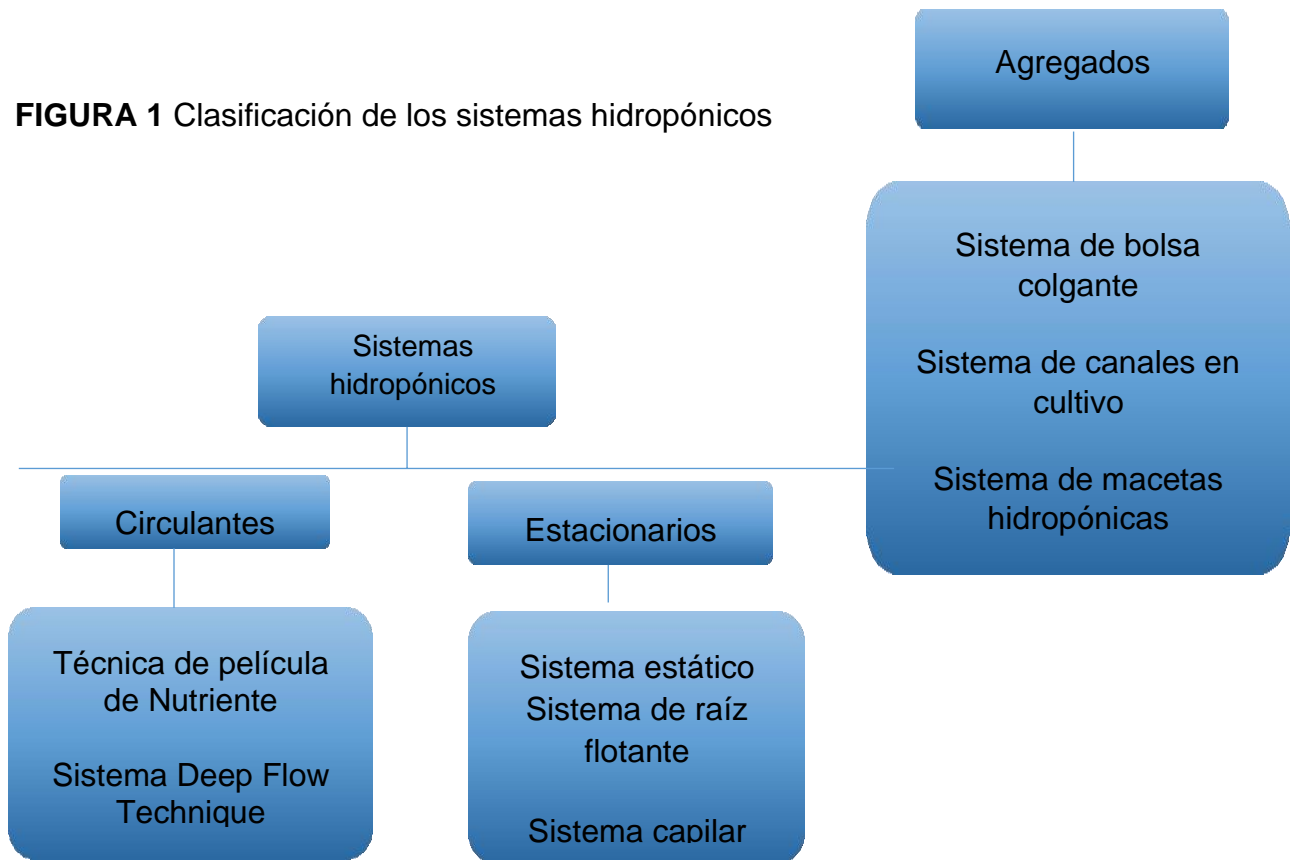 FIGURA 1 Clasificación de los sistemas hidropónicos
Sistemas
hidropónicos
Circulantes
Técnica de película
de Nutriente
Sistema Deep Flow
Technique
Estacionarios
Sistema estático
Sistema de raíz
flotante
Sistema capilar
Agregados
Sistema de bolsa
colgante
Sistema de canales en
cultivo
Sistema de macetas
hidropónicas